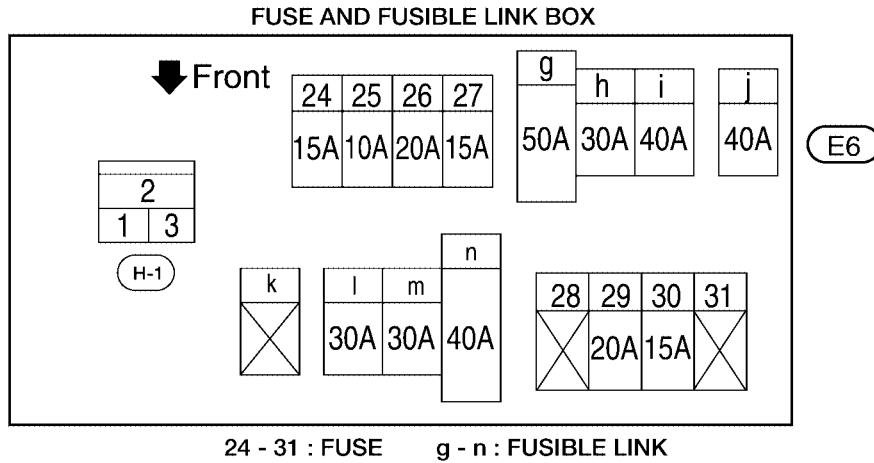 FUSE AND FUSIBLE LINK BOX
Front
24 25 26 27
15A 10A 20A 15A
g h i j
50A 30A 40A 40A
E6
2
1 3
H-1
k l m n
30A 30A 40A
28 29 30 31
20A 15A
24 - 31 : FUSE g - n : FUSIBLE LINK